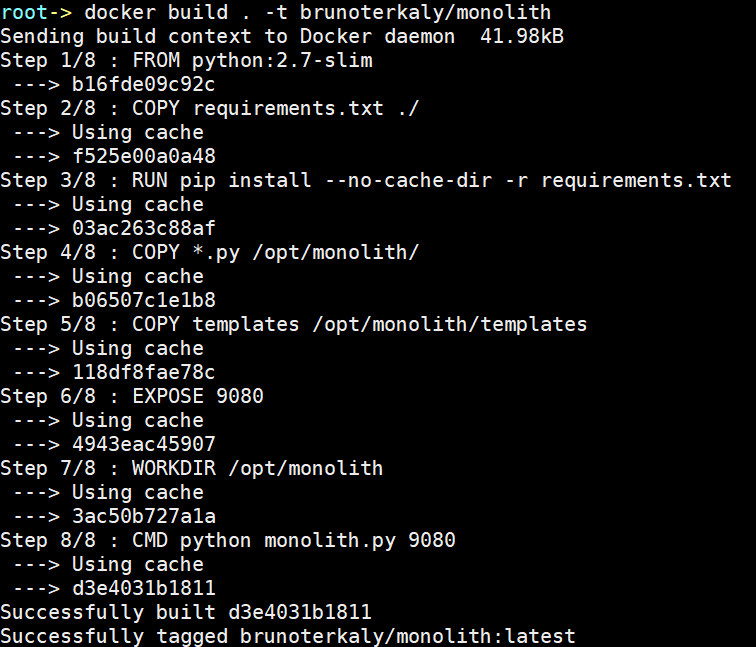 root-> docker build . -t brunoterkaly/monolith
Sending build context to Docker daemon  41.98kB
Step 1/8 : FROM python:2.7-slim
 ---> b16fde09c92c
Step 2/8 : COPY requirements.txt ./
 ---> Using cache
 ---> f525e00a0a48
Step 3/8 : RUN pip install --no-cache-dir -r requirements.txt
 ---> Using cache
 ---> 03ac263c88af
Step 4/8 : COPY *.py /opt/monolith/
 ---> Using cache
 ---> b06507c1e1b8
Step 5/8 : COPY templates /opt/monolith/templates
 ---> Using cache
 ---> 118df8fae78c
Step 6/8 : EXPOSE 9080
 ---> Using cache
 ---> 4943eac45907
Step 7/8 : WORKDIR /opt/monolith
 ---> Using cache
 ---> 3ac50b727a1a
Step 8/8 : CMD python monolith.py 9080
 ---> Using cache
 ---> d3e4031b1811
Successfully built d3e4031b1811
Successfully tagged brunoterkaly/monolith:latest